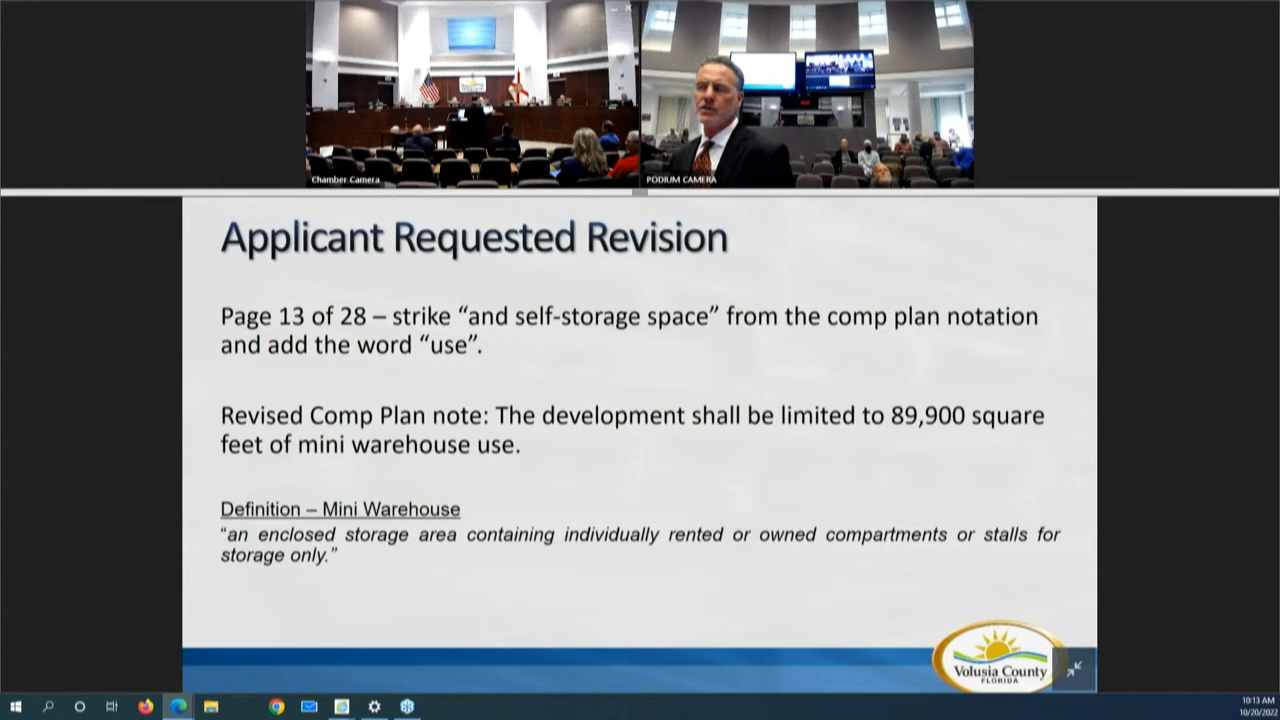 Chamber Camera
PODIUM CAMERA
Applicant Requested Revision
Page 13 of 28 – strike “and self-storage space” from the comp plan notation
and add the word “use”.
Revised Comp Plan note: The development shall be limited to 89,900 square
feet of mini warehouse use.
Definition – Mini Warehouse
“an enclosed storage area containing individually rented or owned compartments or stalls for
storage only.”
Volusia County
FLORIDA
10:13 AM
10/20/2022